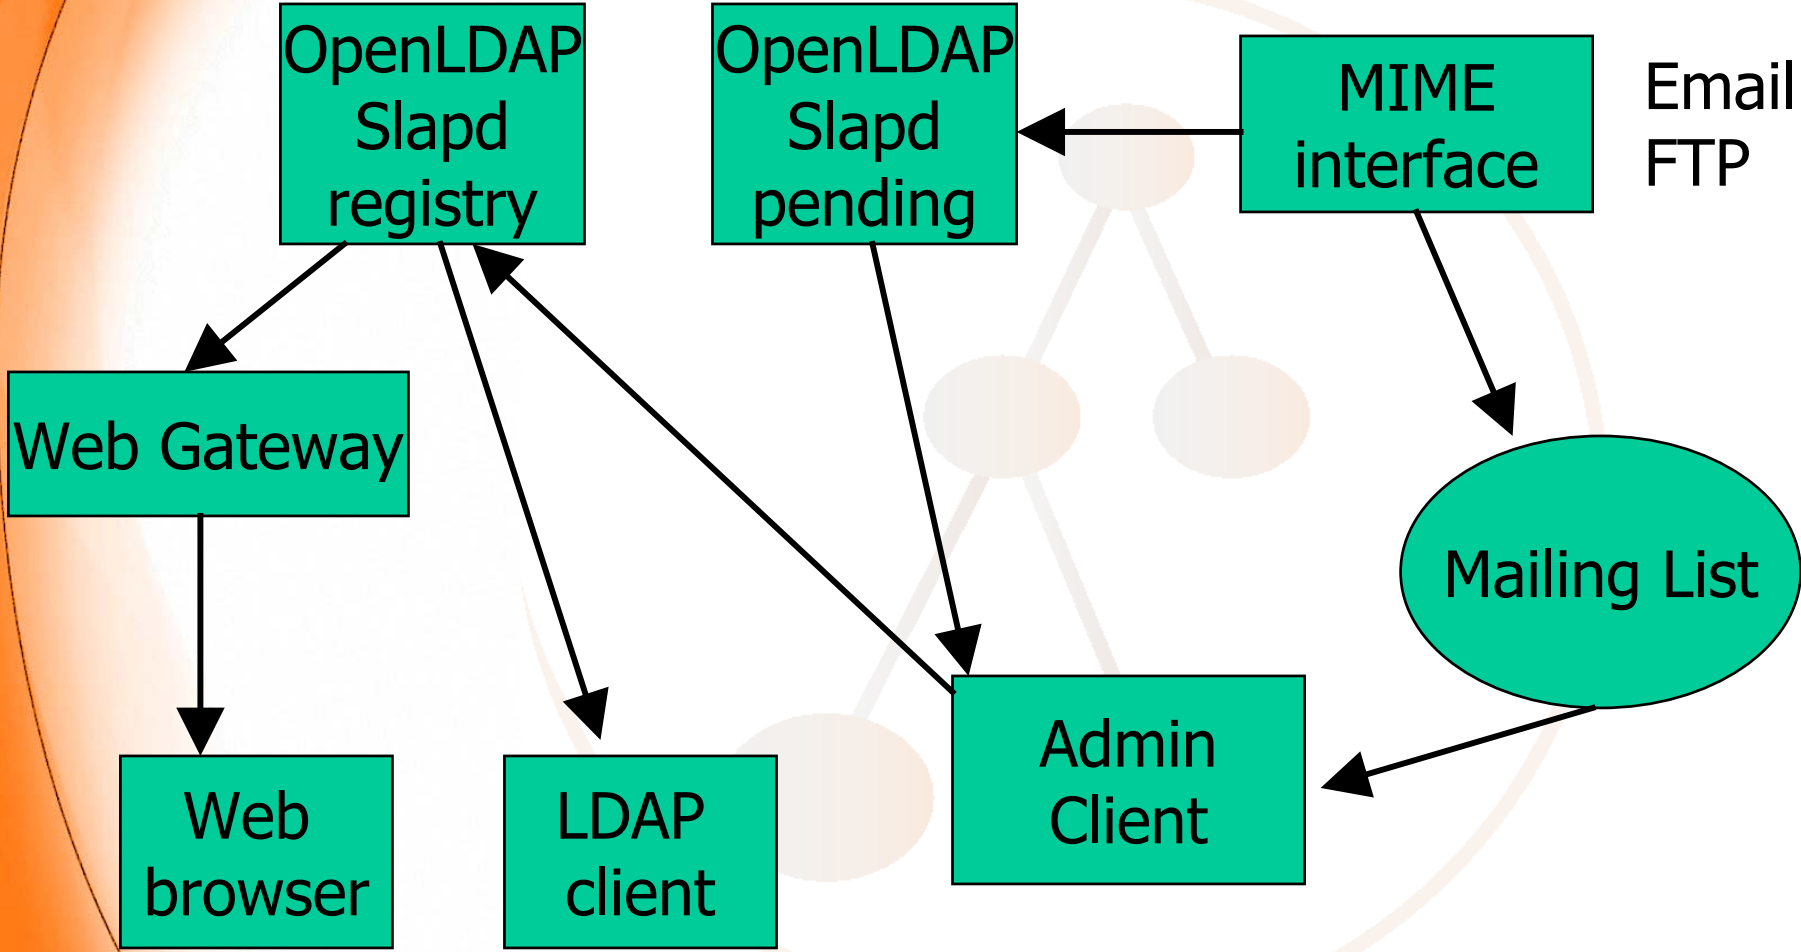 OpenLDAP
Slapd
registry
OpenLDAP
Slapd
pending
MIME
interface
Email
FTP
Web Gateway
Mailing List
Web
browser
LDAP
client
Admin
Client